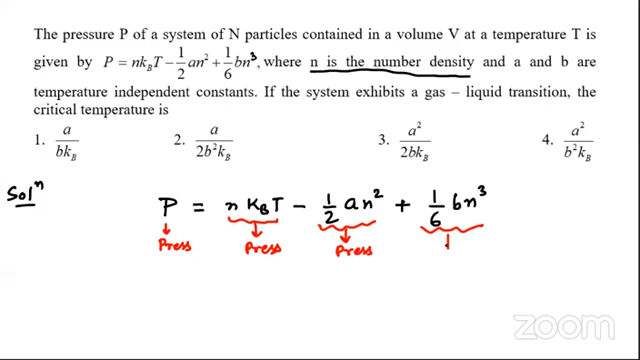 The pressure P of a system of N particles contained in a volume V at a temperature T is
given by P = nk_BT − 1/2 an² + 1/6 bn³, where n is the number density and a and b are
temperature independent constants. If the system exhibits a gas – liquid transition, the
critical temperature is
1. a/bk_B 2. a/2b²k_B 3. a²/2bk_B 4. a²/b²k_B
Solⁿ
P = n K_BT − 1/2 an² + 1/6 bn³
Press Press Press
zoom